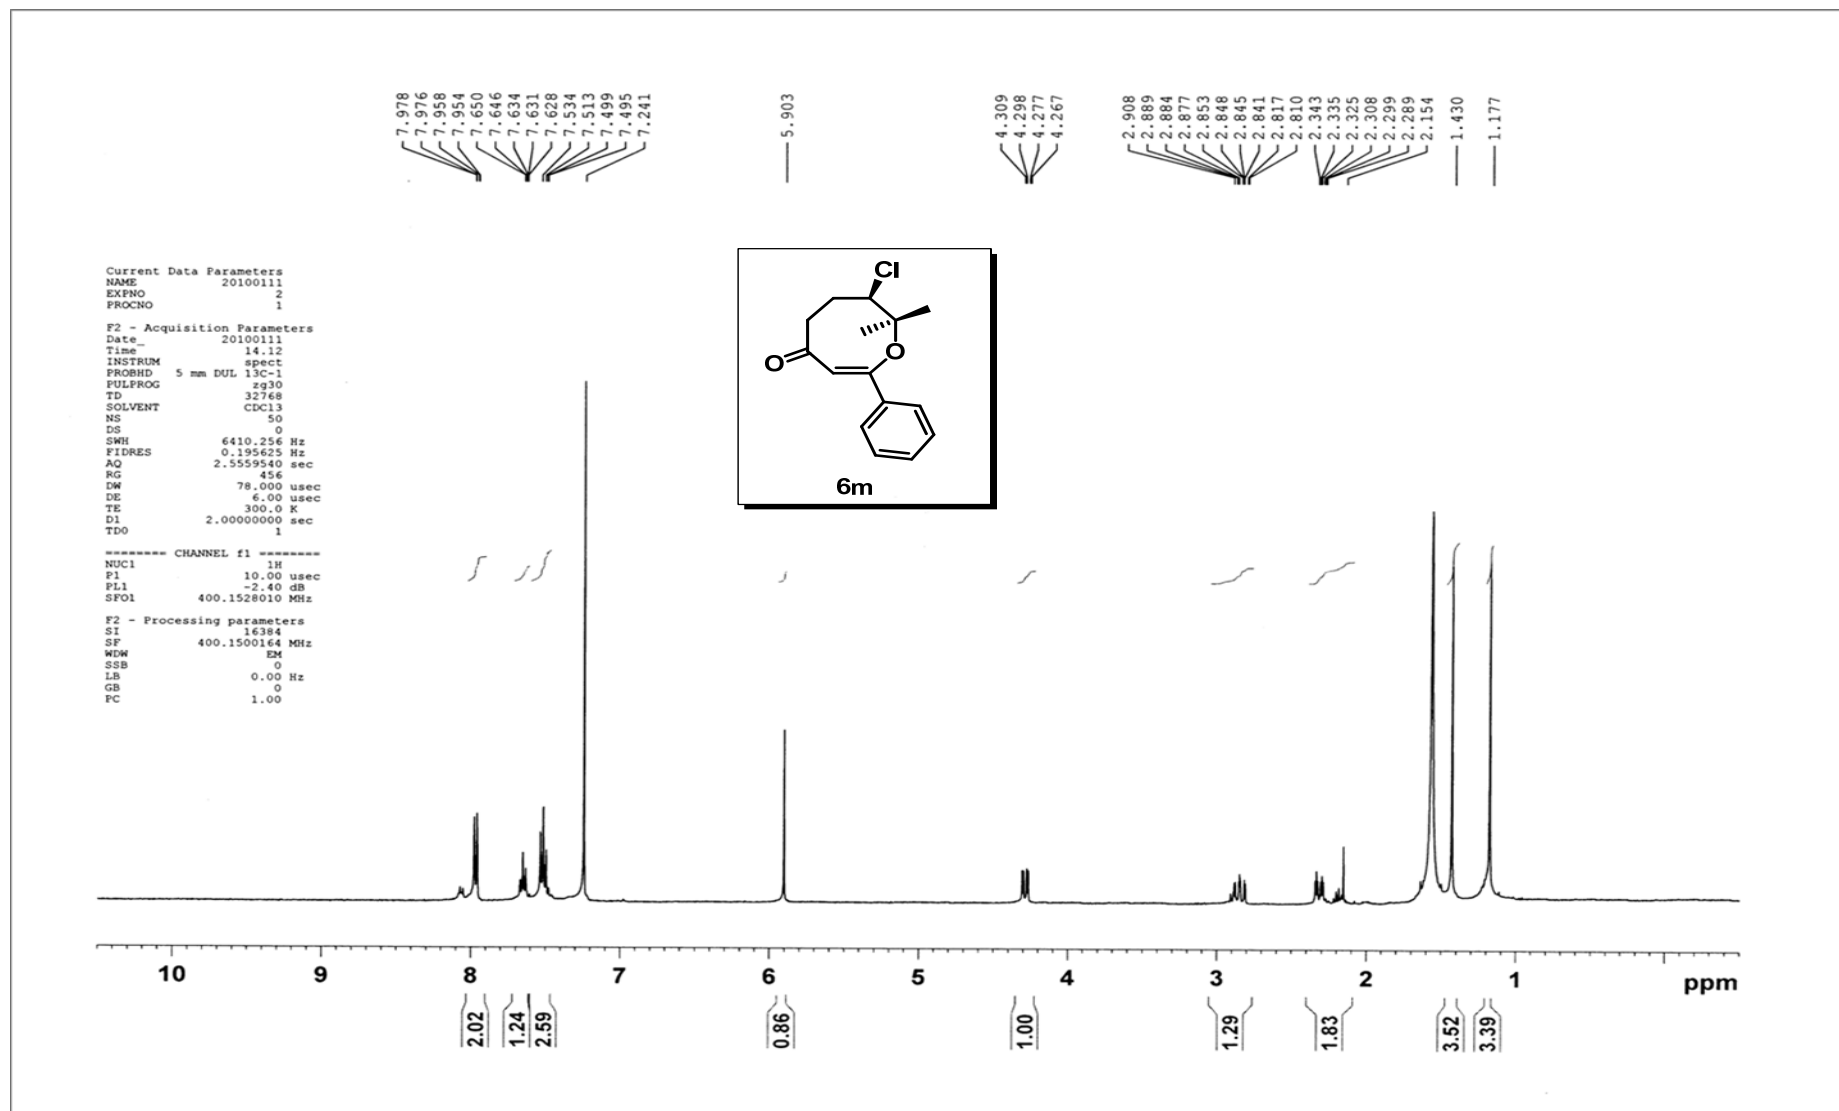 7.978
7.976
7.958
7.954
7.650
7.646
7.634
7.631
7.628
7.534
7.513
7.499
7.495
7.241
5.903
4.309
4.298
4.277
4.267
2.908
2.889
2.884
2.877
2.853
2.848
2.845
2.841
2.817
2.810
2.343
2.335
2.325
2.308
2.299
2.289
2.154
1.430
1.177
Current Data Parameters
NAME 20100111
EXPNO 2
PROCNO 1
F2 - Acquisition Parameters
Date_ 20100111
Time 14.12
INSTRUM spect
PROBHD 5 mm DUL 13C-1
PULPROG zg30
TD 32768
SOLVENT CDCl3
NS 50
DS 0
SWH 6410.256 Hz
FIDRES 0.195625 Hz
AQ 2.5559540 sec
RG 456
DW 78.000 usec
DE 6.00 usec
TE 300.0 K
D1 2.00000000 sec
TD0 1
======== CHANNEL f1 ========
NUC1 1H
P1 10.00 usec
PL1 -2.40 dB
SFO1 400.1528010 MHz
F2 - Processing parameters
SI 16384
SF 400.1500164 MHz
WDW EM
SSB 0
LB 0.00 Hz
GB 0
PC 1.00
Cl
O
O
6m
10 9 8 7 6 5 4 3 2 1 ppm
2.02
1.24
2.59
0.86
1.00
1.29
1.83
3.52
3.39